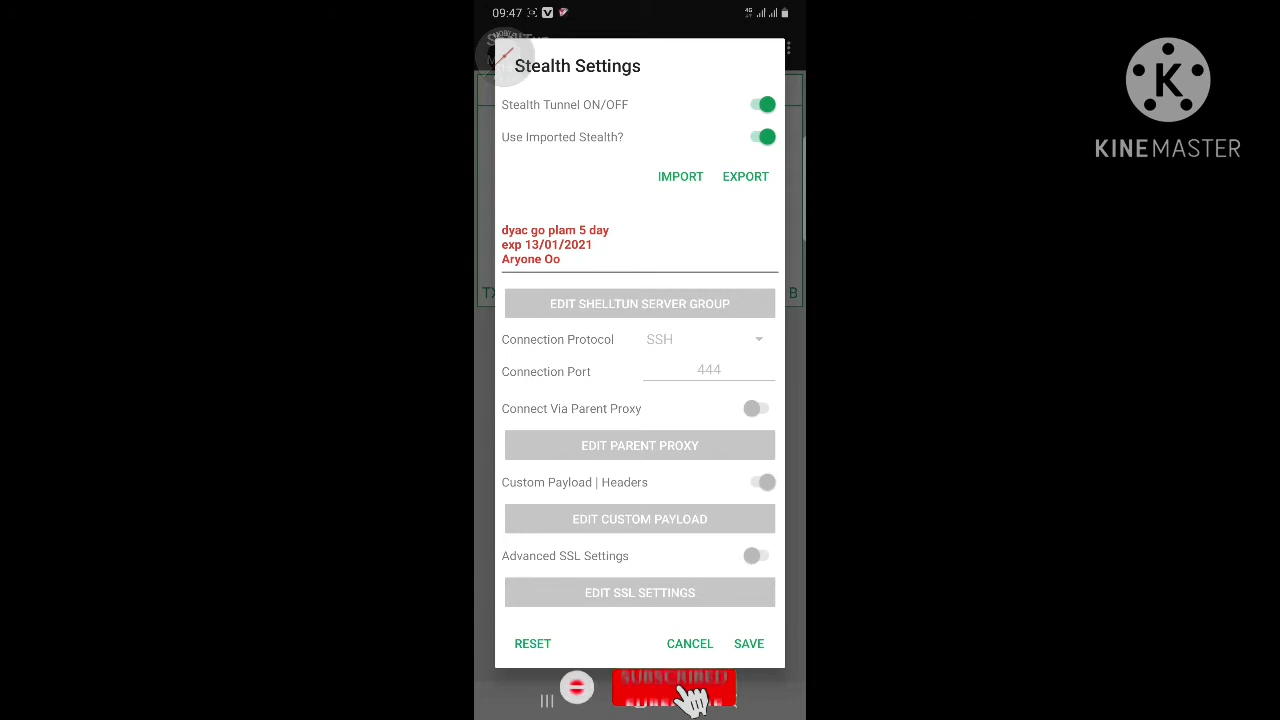 09:47
4G
Stealth Settings
Stealth Tunnel ON/OFF
Use Imported Stealth?
IMPORT EXPORT
dyac go plam 5 day
exp 13/01/2021
Aryone Oo
EDIT SHELLTUN SERVER GROUP
Connection Protocol SSH
Connection Port 444
Connect Via Parent Proxy
EDIT PARENT PROXY
Custom Payload | Headers
EDIT CUSTOM PAYLOAD
Advanced SSL Settings
EDIT SSL SETTINGS
RESET CANCEL SAVE
SUBSCRIBED
K
KINEMASTER